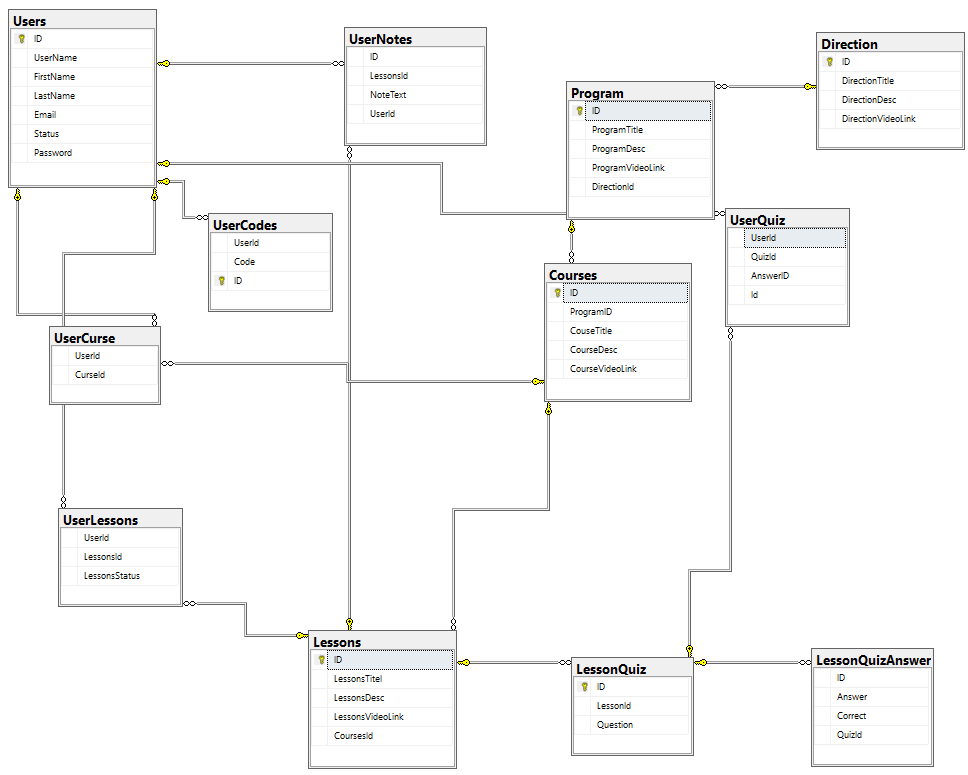 Users
ID
UserName
FirstName
LastName
Email
Status
Password
UserNotes
ID
LessonsId
NoteText
UserId
Program
ID
ProgramTitle
ProgramDesc
ProgramVideoLink
DirectionId
Direction
ID
DirectionTitle
DirectionDesc
DirectionVideoLink
UserCodes
UserId
Code
ID
UserQuiz
UserId
QuizId
AnswerID
Id
Courses
ID
ProgramID
CouseTitle
CourseDesc
CourseVideoLink
UserCurse
UserId
CurseId
UserLessons
UserId
LessonsId
LessonsStatus
Lessons
ID
LessonsTitel
LessonsDesc
LessonsVideoLink
CoursesId
LessonQuiz
ID
LessonId
Question
LessonQuizAnswer
ID
Answer
Correct
QuizId